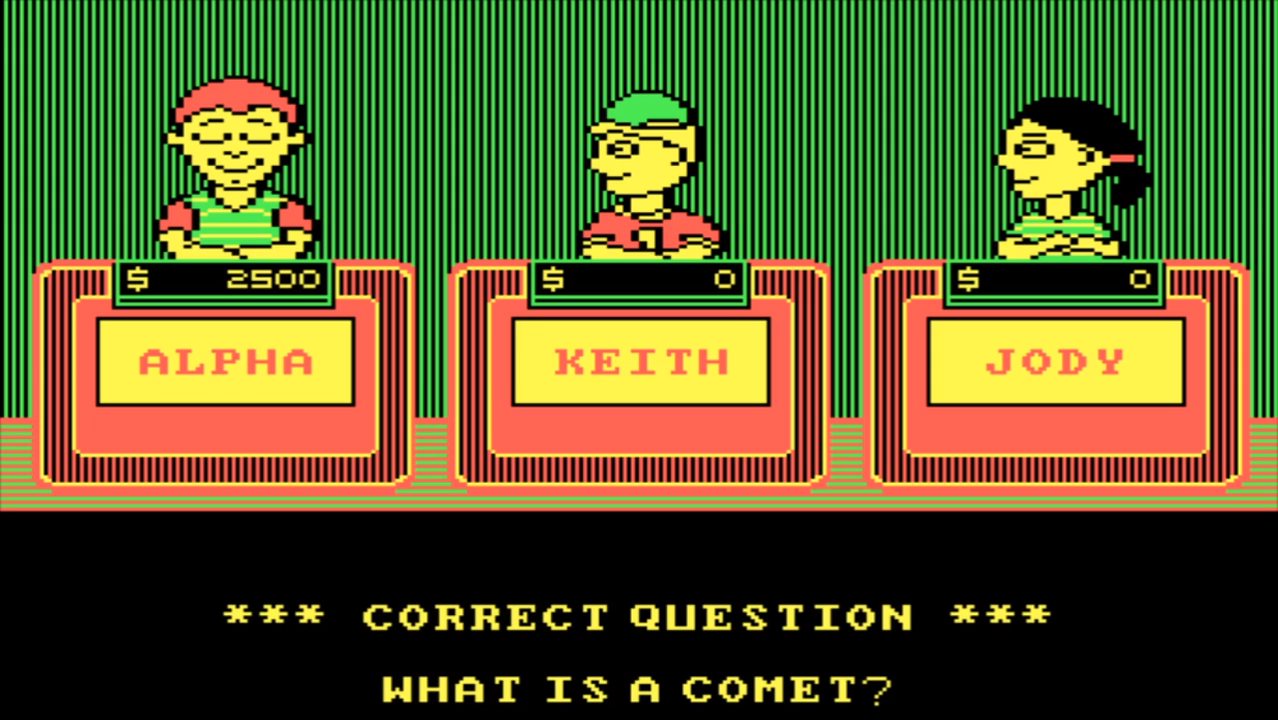 $ 2500
$ 0
$ 0
ALPHA
KEITH
JODY
*** CORRECT QUESTION ***
WHAT IS A COMET?